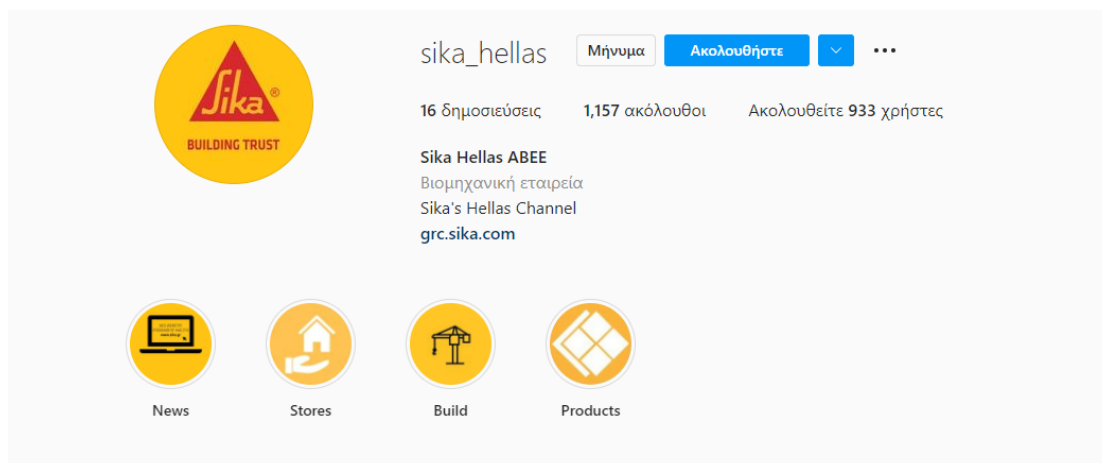 Sika®
BUILDING TRUST
sika_hellas Μήνυμα Ακολουθήστε
16 δημοσιεύσεις 1,157 ακόλουθοι Ακολουθείτε 933 χρήστες
Sika Hellas ABEE
Βιομηχανική εταιρεία
Sika's Hellas Channel
grc.sika.com
News Stores Build Products